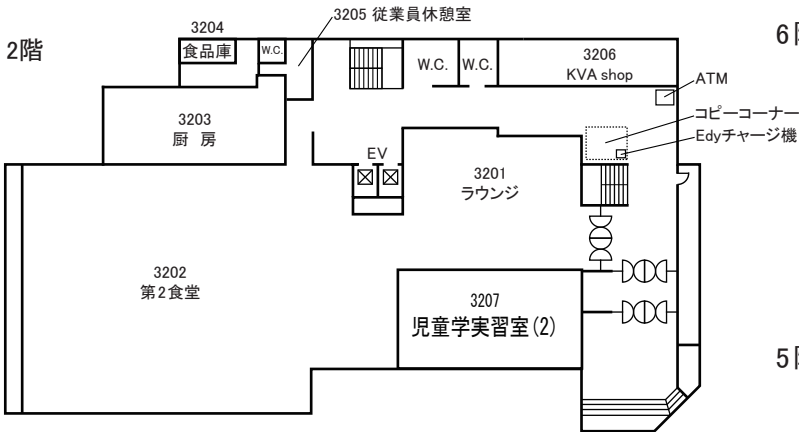 2階
3205 従業員休憩室
3204
食品庫
W.C.
W.C.
W.C.
3206
KVA shop
ATM
コピーコーナー
Edyチャージ機
3203
厨 房
EV
3201
ラウンジ
3202
第2食堂
3207
児童学実習室(2)
6
5